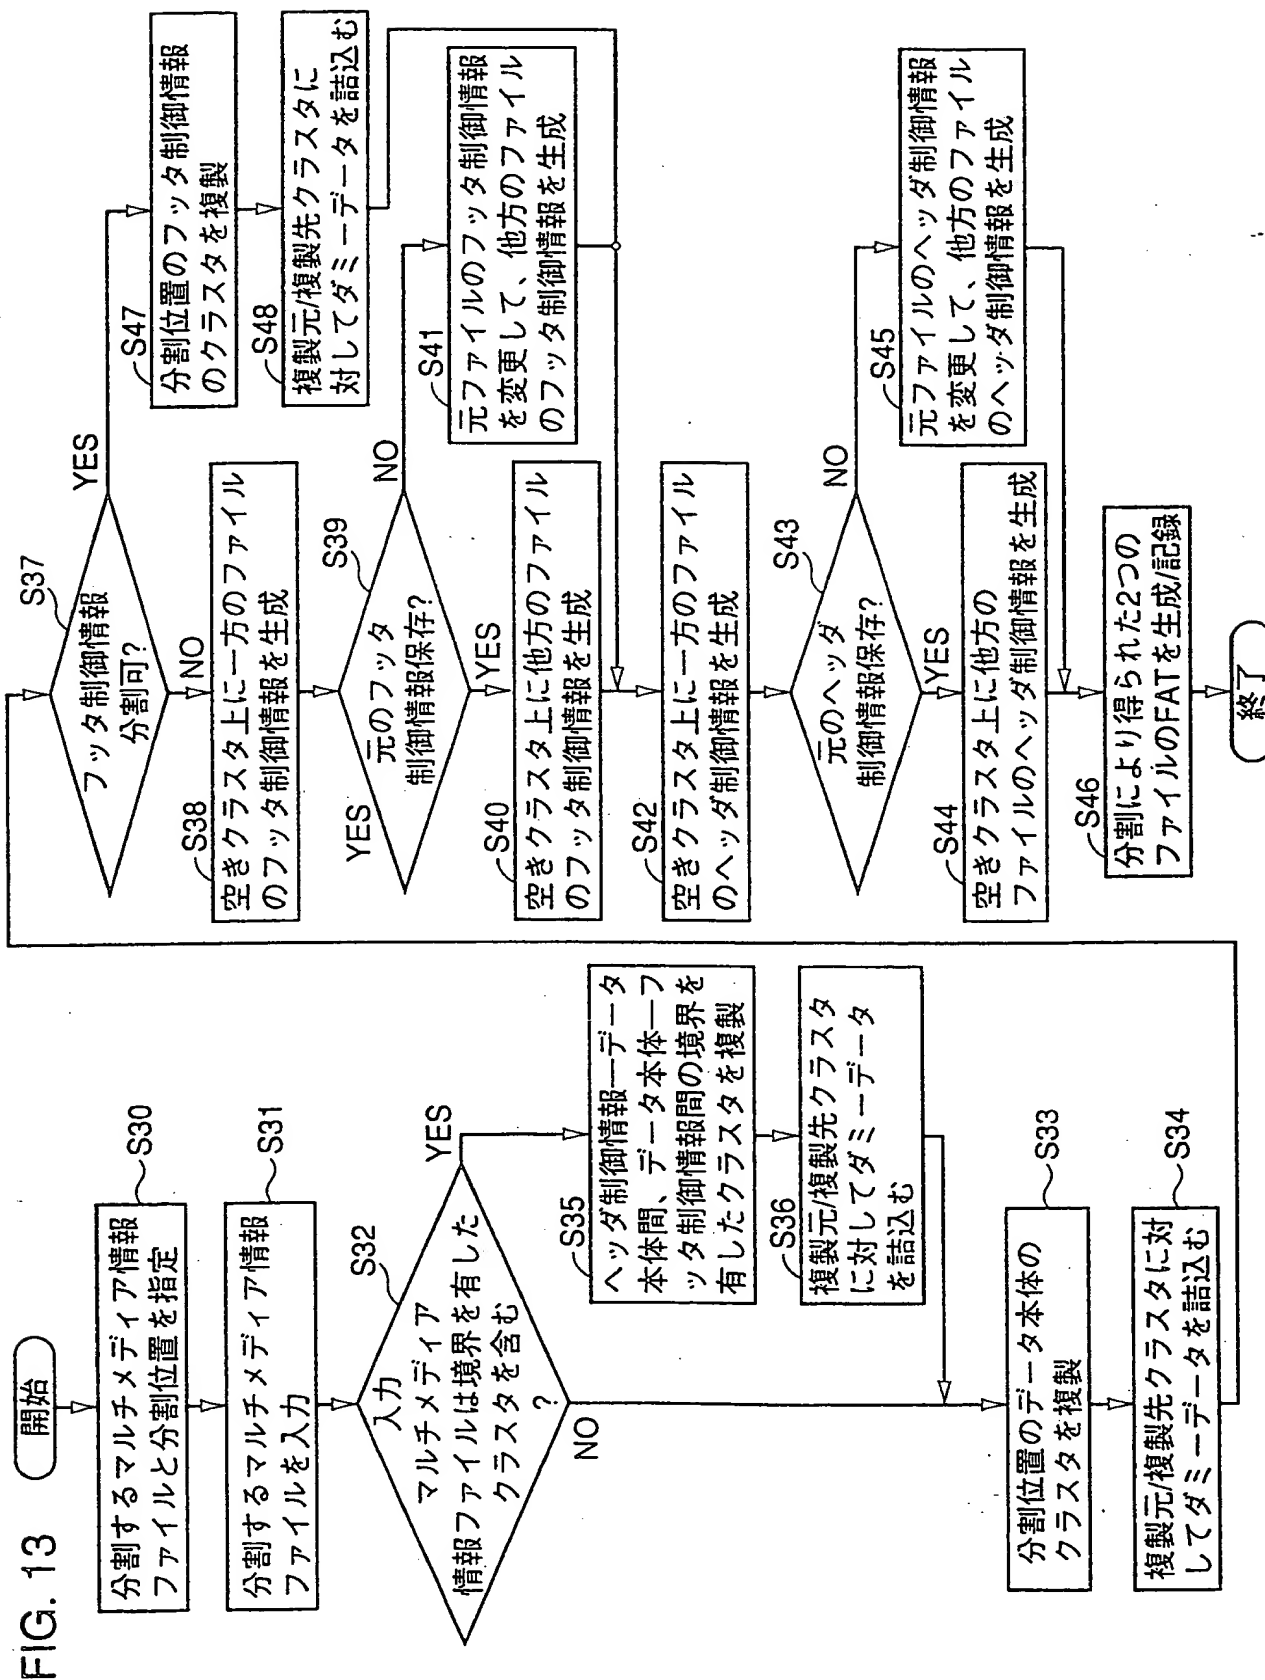 FIG. 13
開始
S30
分割するマルチメディア情報
ファイルと分割位置を指定
S31
分割するマルチメディア情報
ファイルを入力
S32
入力
マルチメディア
情報ファイルは境界を有した
クラスタを含む
?
YES
NO
S35
ヘッダ制御情報―データ
本体間、データ本体―フ
ッタ制御情報間の境界を
有したクラスタを複製
S36
複製元/複製先クラスタ
に対してダミーデータ
を詰込む
S33
分割位置のデータ本体の
クラスタを複製
S34
複製元/複製先クラスタに対
してダミーデータを詰込む
S37
フッタ制御情報
分割可?
YES
NO
S47
分割位置のフッタ制御情報
のクラスタを複製
S48
複製元/複製先クラスタに
対してダミーデータを詰込む
S38
空きクラスタ上に一方のファイル
のフッタ制御情報を生成
S39
元のフッタ
制御情報保存?
YES
NO
YES
S41
元ファイルのフッタ制御情報
を変更して、他方のファイル
のフッタ制御情報を生成
S40
空きクラスタ上に他方のファイル
のフッタ制御情報を生成
S42
空きクラスタ上に一方のファイル
のヘッダ制御情報を生成
S43
元のヘッダ
制御情報保存?
NO
YES
S45
元ファイルのヘッダ制御情報
を変更して、他方のファイル
のヘッダ制御情報を生成
S44
空きクラスタ上に他方の
ファイルのヘッダ制御情報を生成
S46
分割により得られた2つの
ファイルのFATを生成/記録
終了